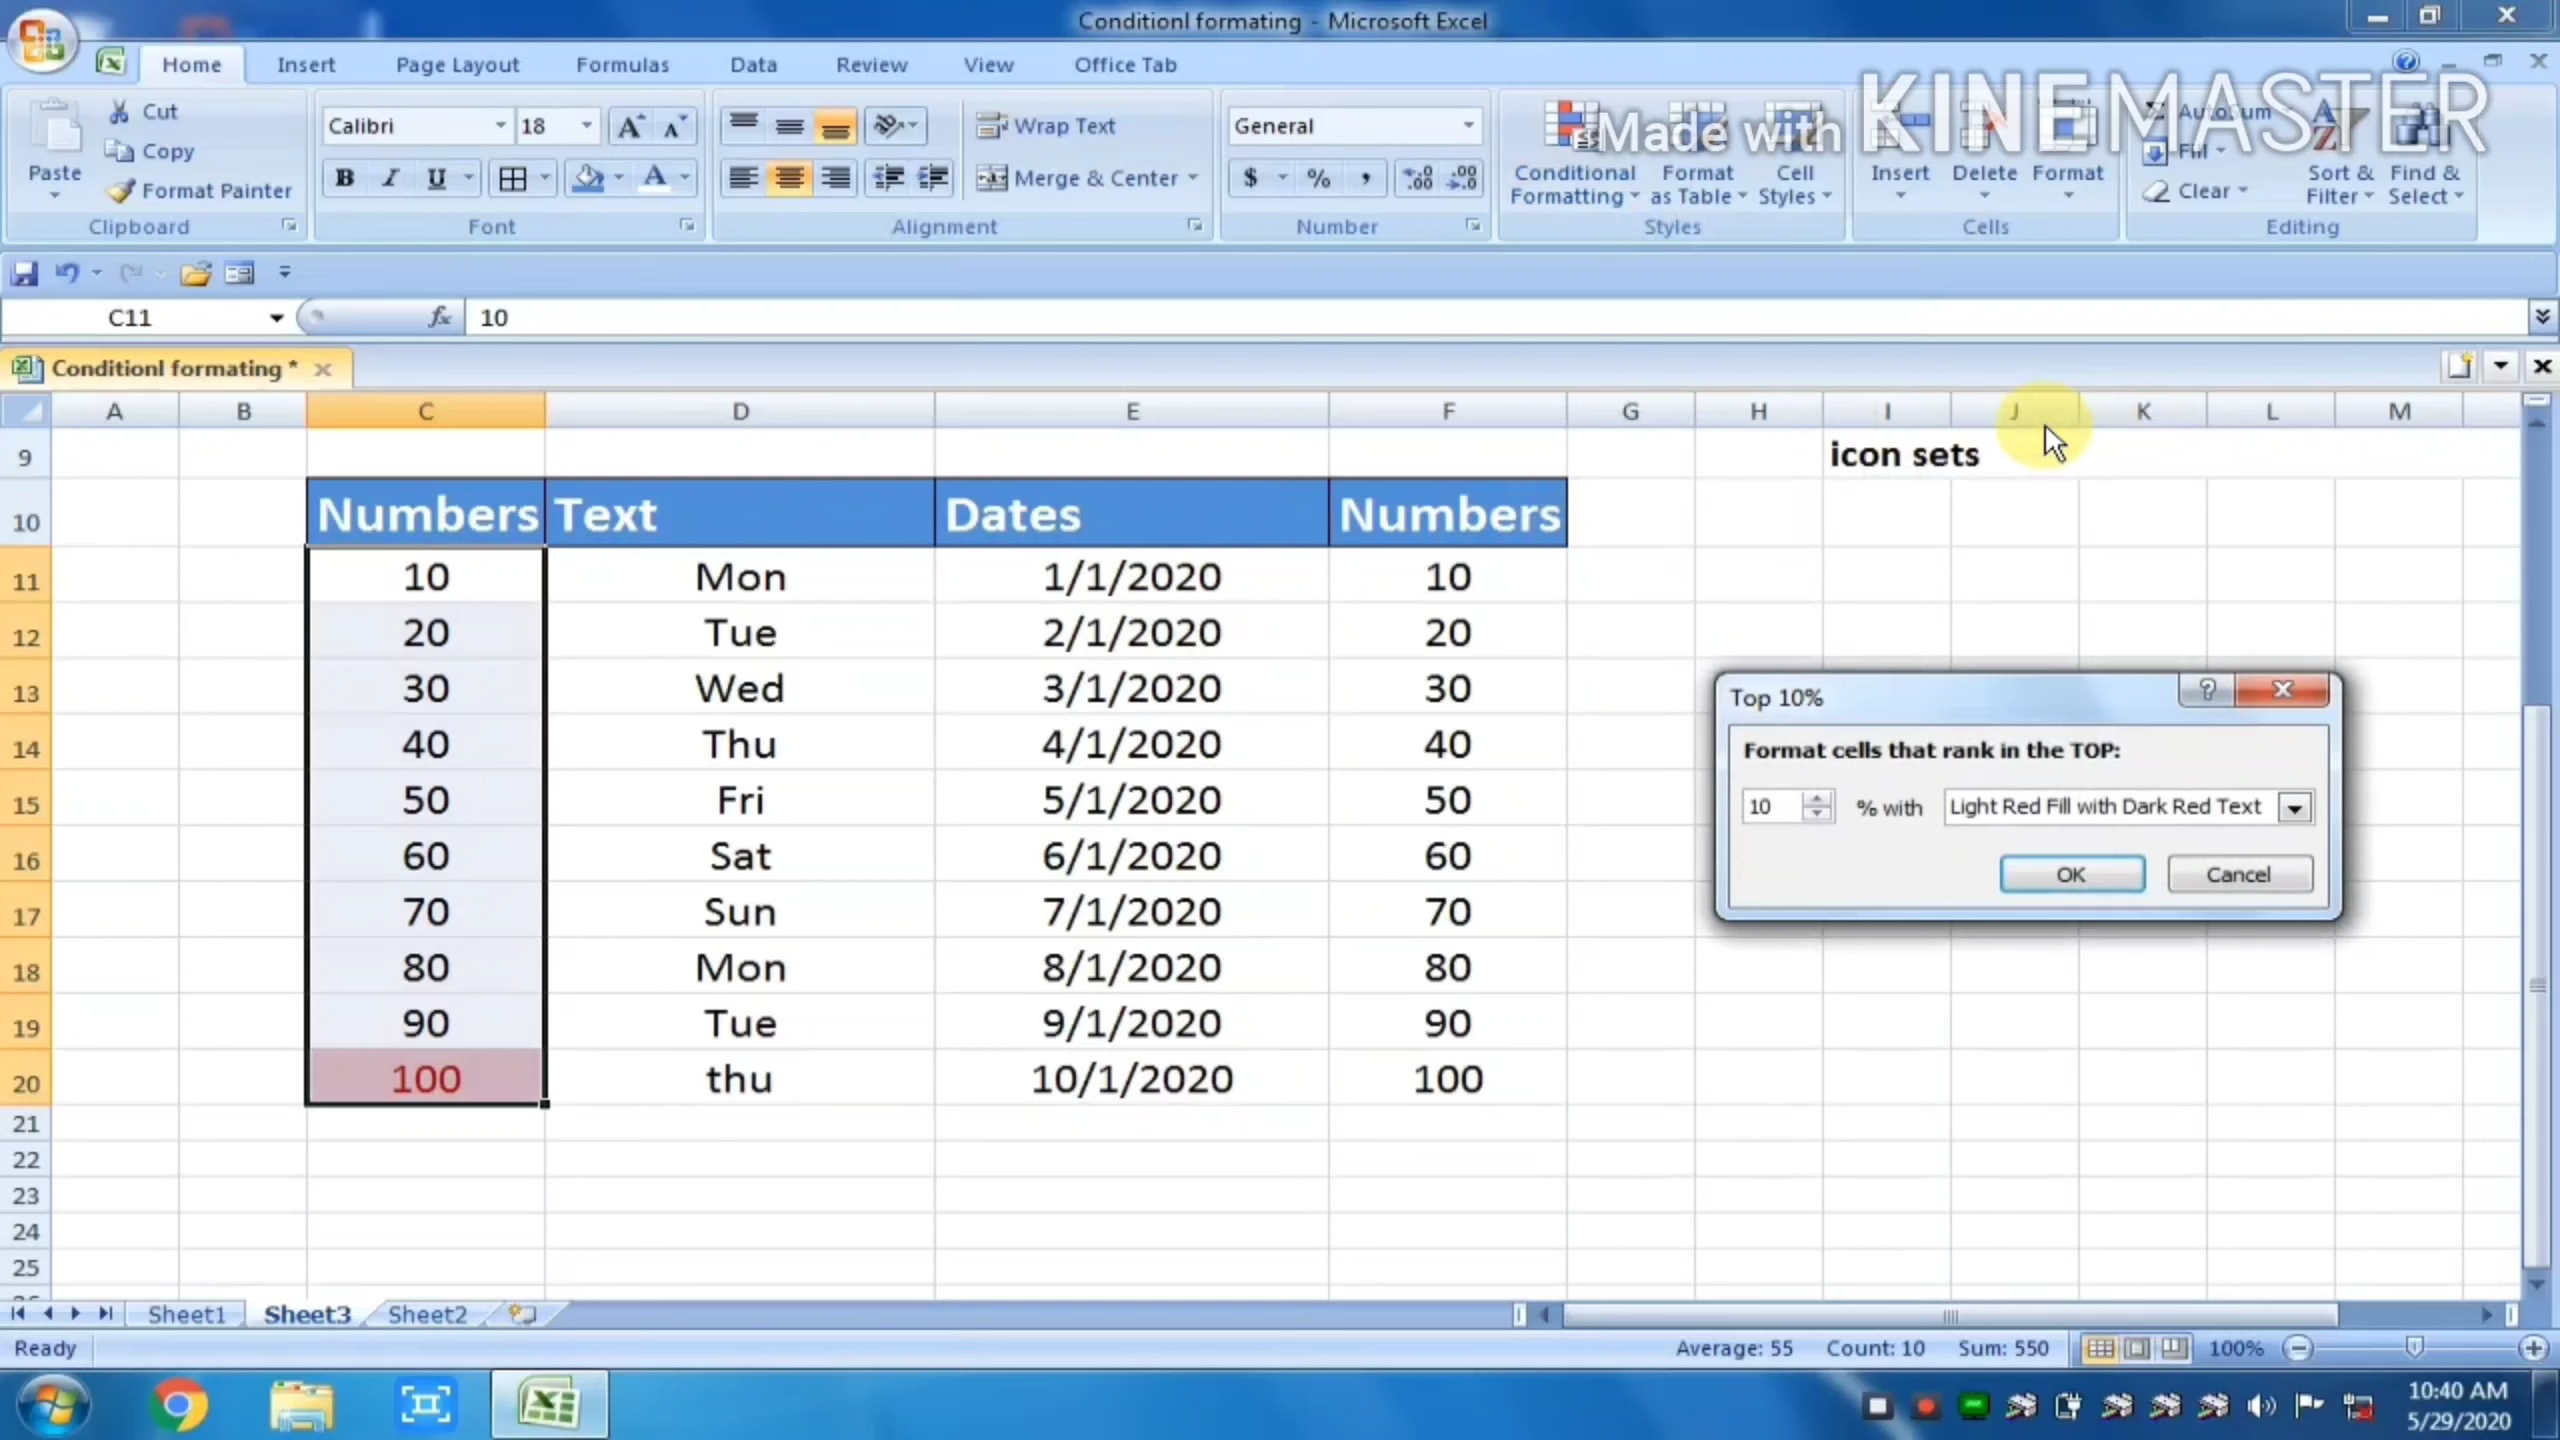 Conditionl formating - Microsoft Excel
Home Insert Page Layout Formulas Data Review View Office Tab
Made with KINEMASTER
Paste Cut Copy Format Painter
Clipboard
Calibri 18
B I U A
Font
Wrap Text
Merge & Center
Alignment
General
$ % ,
Number
Conditional Formatting Format as Table Cell Styles
Styles
Insert Delete Format
Cells
AutoSum
Fill
Clear
Sort & Filter Find & Select
Editing
C11 fx 10
Conditionl formating *
A B C D E F G H I J K L M
9 icon sets
10 Numbers Text Dates Numbers
11 10 Mon 1/1/2020 10
12 20 Tue 2/1/2020 20
13 30 Wed 3/1/2020 30
14 40 Thu 4/1/2020 40
15 50 Fri 5/1/2020 50
16 60 Sat 6/1/2020 60
17 70 Sun 7/1/2020 70
18 80 Mon 8/1/2020 80
19 90 Tue 9/1/2020 90
20 100 thu 10/1/2020 100
21
22
23
24
25
Top 10%
Format cells that rank in the TOP:
10 % with Light Red Fill with Dark Red Text
OK Cancel
Sheet1 Sheet3 Sheet2
Ready Average: 55 Count: 10 Sum: 550 100%
10:40 AM
5/29/2020